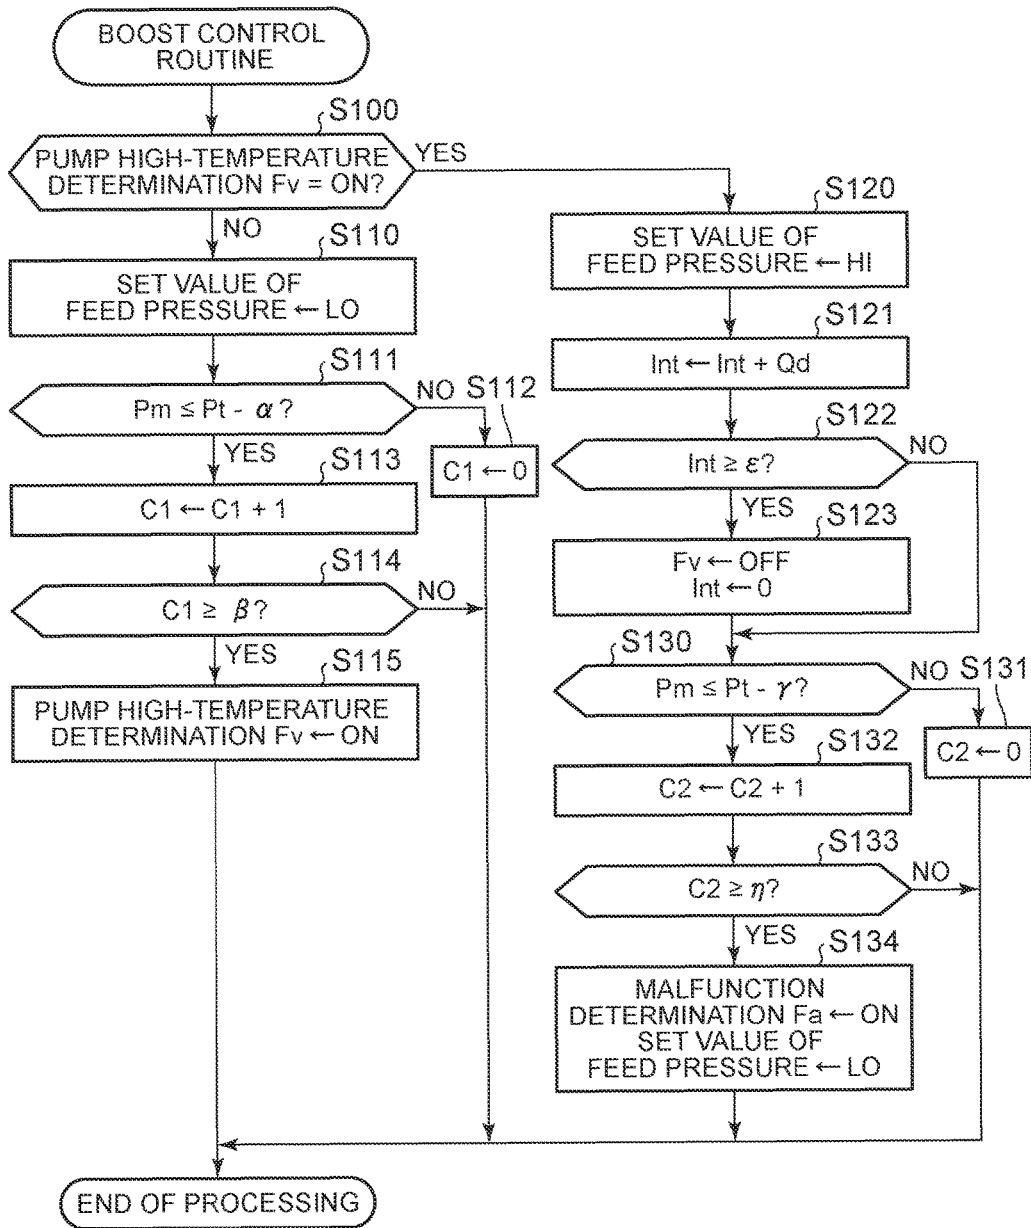 BOOST CONTROL
ROUTINE
S100
PUMP HIGH-TEMPERATURE
DETERMINATION Fv = ON?
YES
NO
S110
SET VALUE OF
FEED PRESSURE ← LO
S111
Pm ≤ Pt - α?
NO
S112
C1 ← 0
YES
S113
C1 ← C1 + 1
S114
C1 ≥ β?
NO
YES
S115
PUMP HIGH-TEMPERATURE
DETERMINATION Fv ← ON
S120
SET VALUE OF
FEED PRESSURE ← HI
S121
Int ← Int + Qd
S122
Int ≥ ε?
NO
YES
S123
Fv ← OFF
Int ← 0
S130
Pm ≤ Pt - γ?
NO
S131
C2 ← 0
YES
S132
C2 ← C2 + 1
S133
C2 ≥ η?
NO
YES
S134
MALFUNCTION
DETERMINATION Fa ← ON
SET VALUE OF
FEED PRESSURE ← LO
END OF PROCESSING